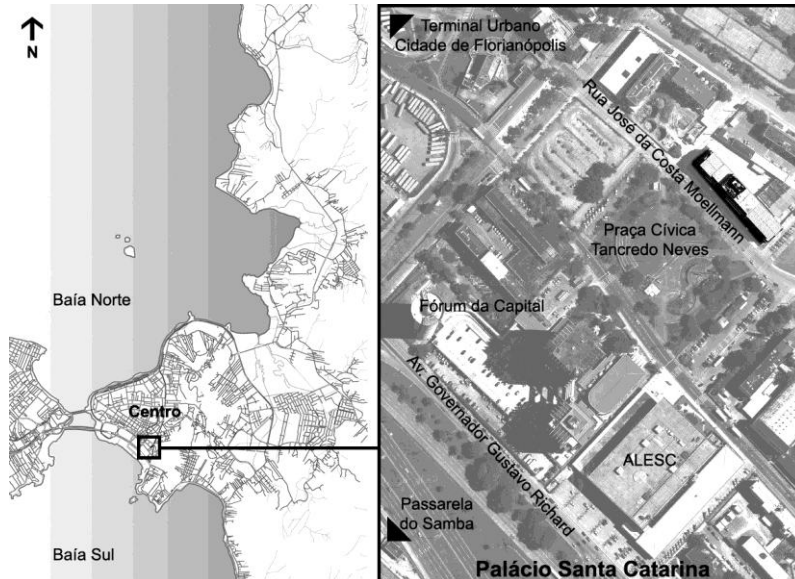 N
Baía Norte
Centro
Baía Sul
Terminal Urbano
Cidade de Florianópolis
Rua José da Costa Moellmann
Praça Cívica
Tancredo Neves
Fórum da Capital
Av. Governador Gustavo Richard
ALESC
Passarela
do Samba
Palácio Santa Catarina